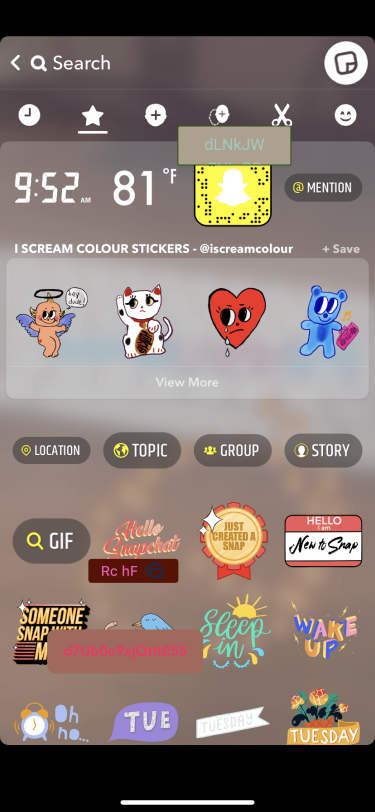 Search
dLNkJW
9:52 AM
81 °F
@ MENTION
I SCREAM COLOUR STICKERS - @iscreamcolour
+ Save
hey dude!
View More
LOCATION
TOPIC
GROUP
STORY
GIF
Hello Snapchat
JUST CREATED A SNAP
HELLO
I am
New to Snap
Rc hF
SOMEONE
SNAP WITH
Sleep in
WAKE UP
Oh no...
TUE
TUESDAY
TUESDAY